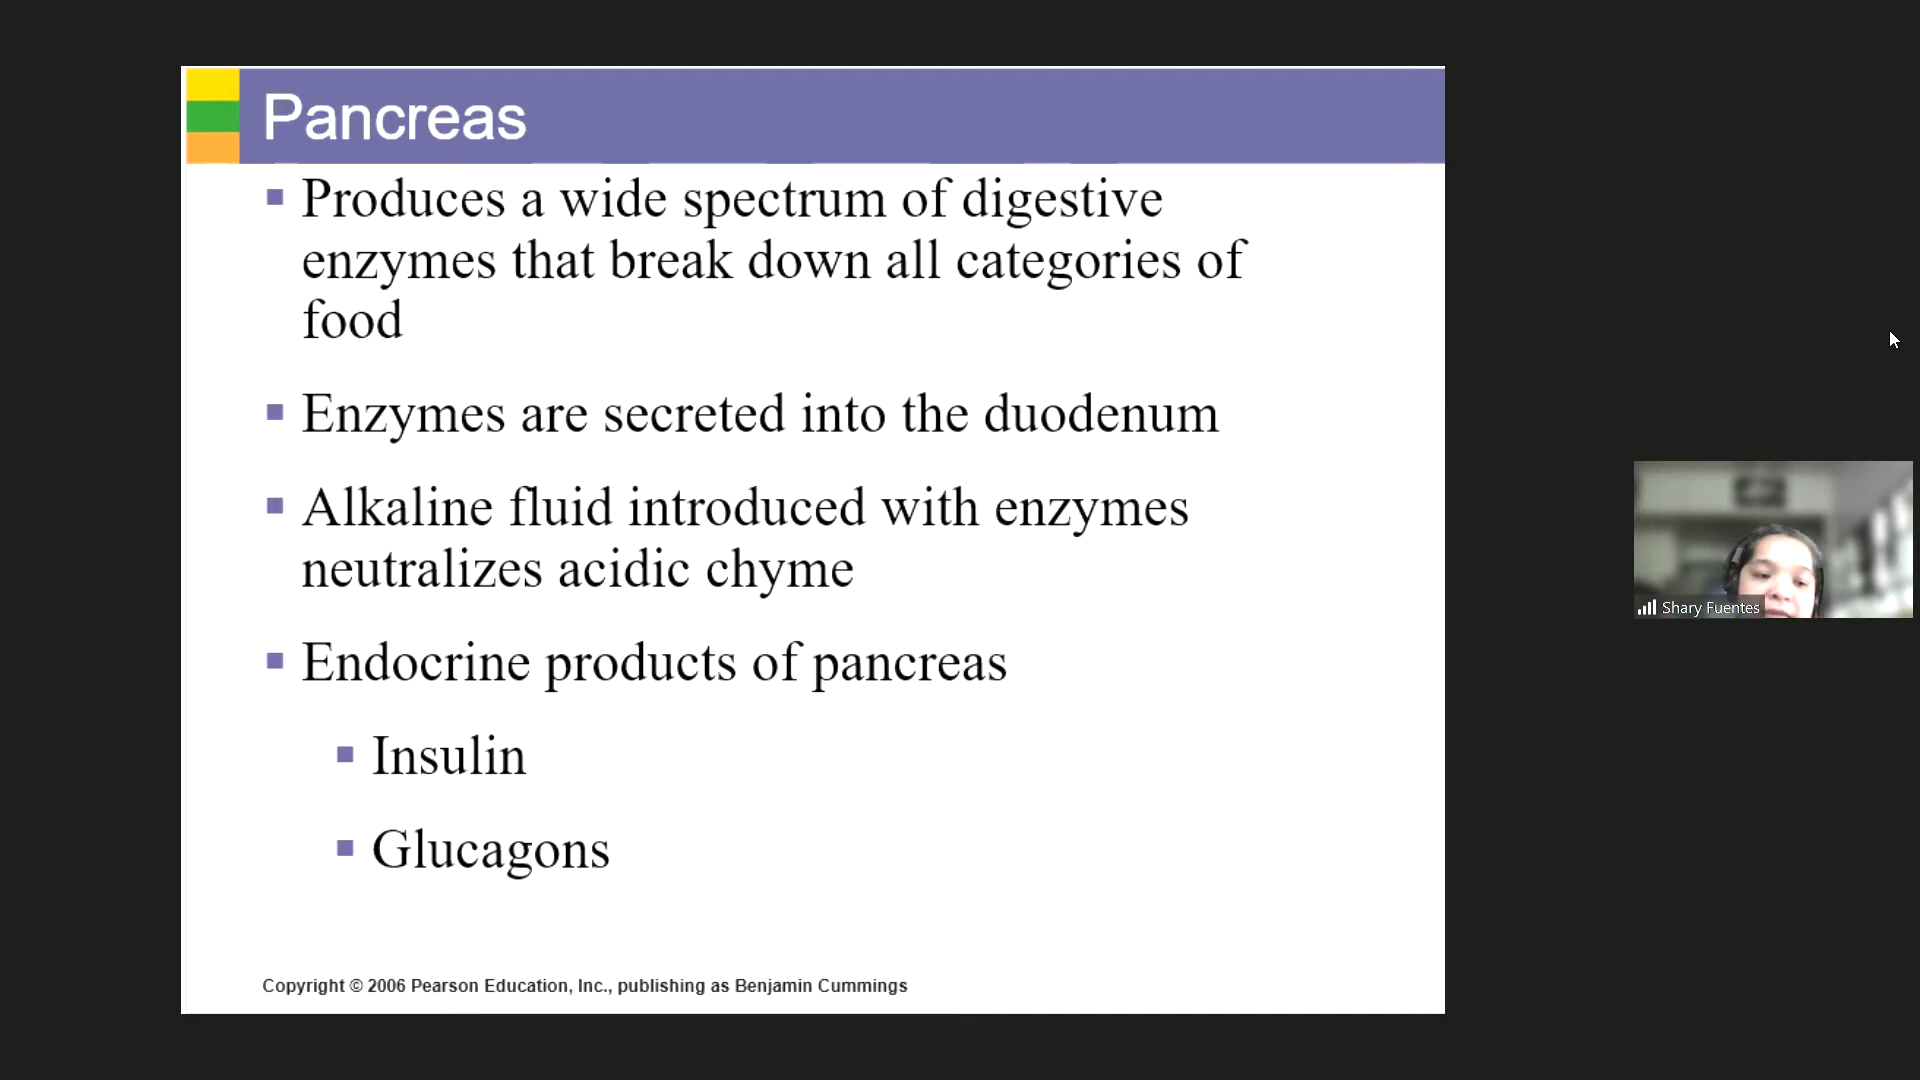 Pancreas
Produces a wide spectrum of digestive
enzymes that break down all categories of
food
Enzymes are secreted into the duodenum
Alkaline fluid introduced with enzymes
neutralizes acidic chyme
Endocrine products of pancreas
Insulin
Glucagons
Copyright © 2006 Pearson Education, Inc., publishing as Benjamin Cummings
Shary Fuentes